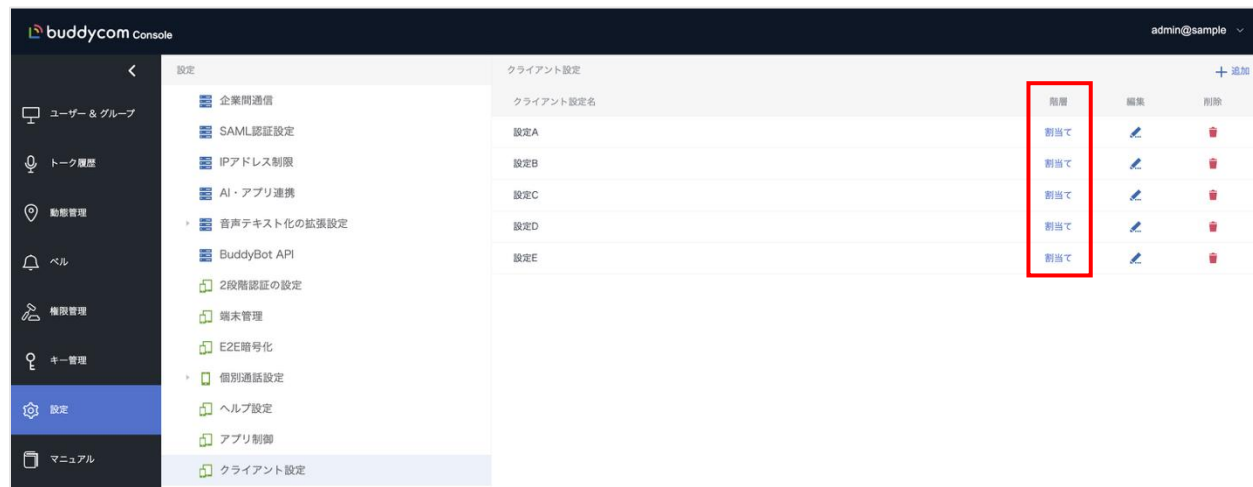 buddycom Console
admin@sample
設定
クライアント設定
追加
ユーザー & グループ
トーク履歴
動態管理
ベル
権限管理
キー管理
設定
マニュアル
企業間通信
SAML認証設定
IPアドレス制限
AI・アプリ連携
音声テキスト化の拡張設定
BuddyBot API
2段階認証の設定
端末管理
E2E暗号化
個別通話設定
ヘルプ設定
アプリ制御
クライアント設定
クライアント設定名 階層 編集 削除
設定A 割当て
設定B 割当て
設定C 割当て
設定D 割当て
設定E 割当て